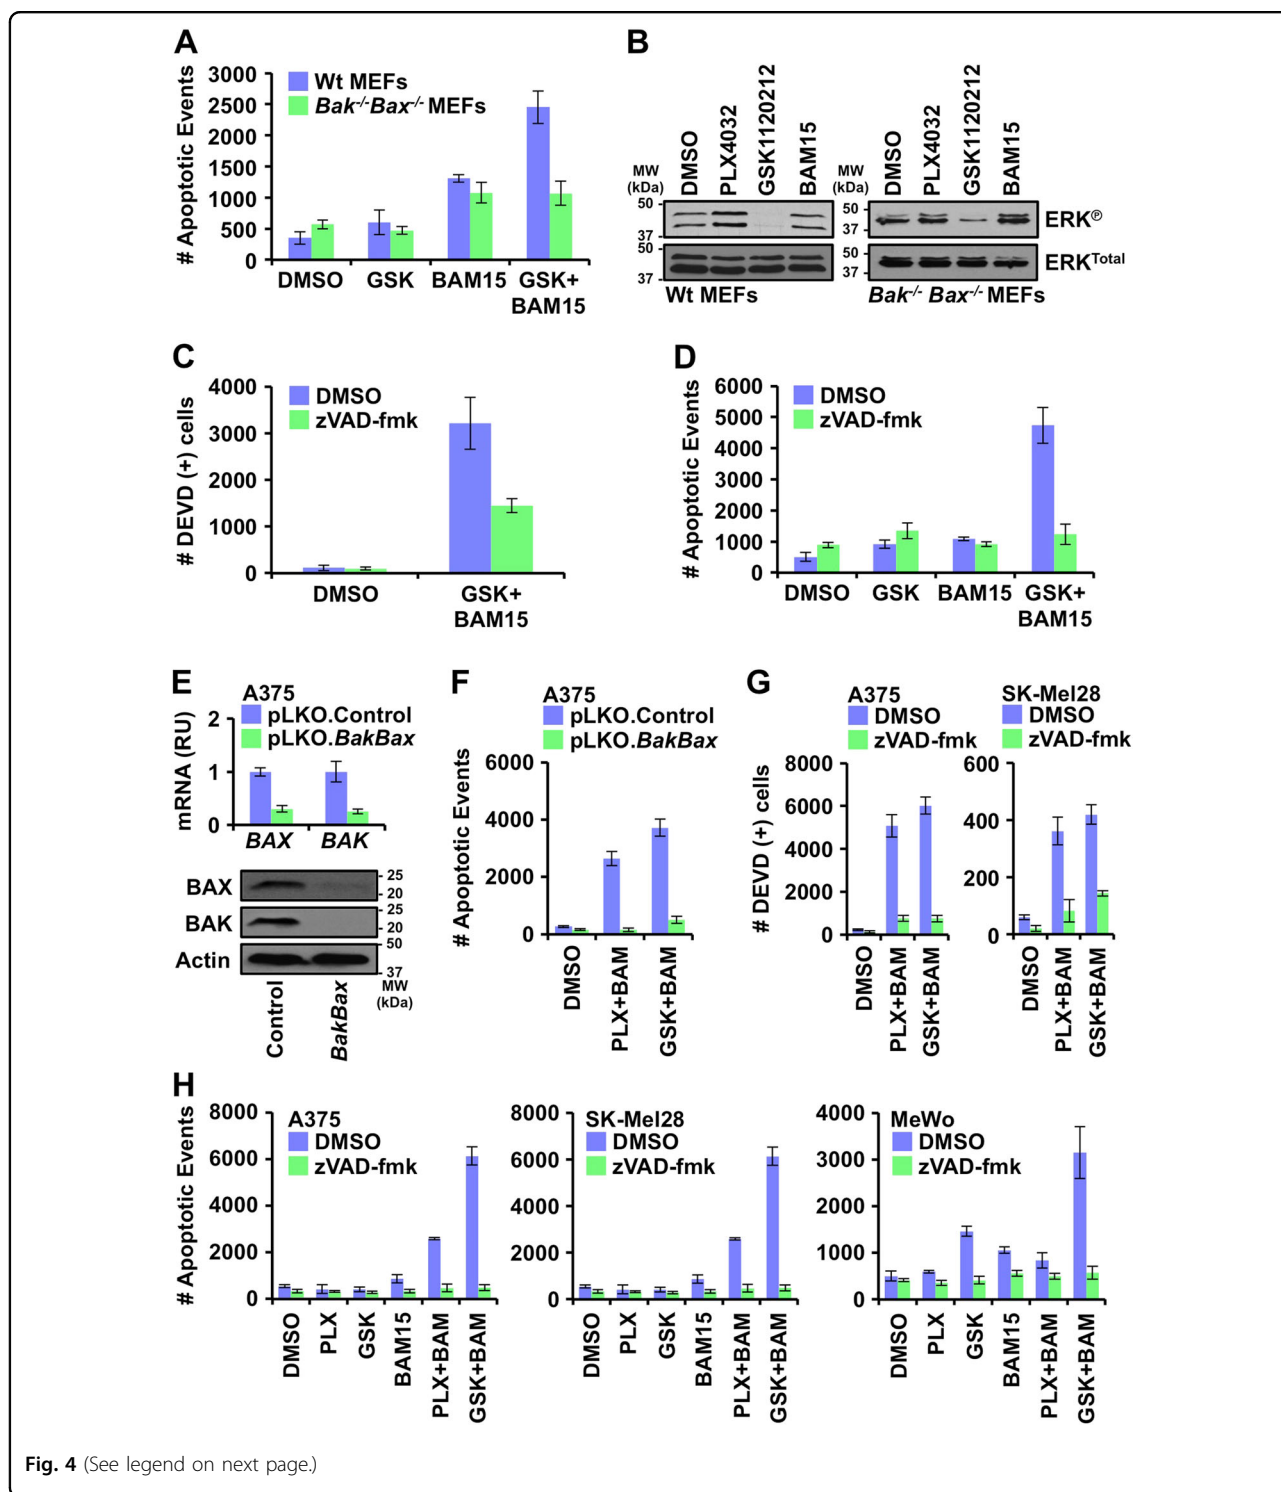 A
# Apoptotic Events
3000
2500
2000
1500
1000
500
0
Wt MEFs
Bak-/-Bax-/- MEFs
DMSO GSK BAM15 GSK+
BAM15
B
DMSO PLX4032 GSK1120212 BAM15
DMSO PLX4032 GSK1120212 BAM15
MW
(kDa)
50
37
50
37
MW
(kDa)
50
37
50
37
ERK℗
ERKTotal
Wt MEFs
Bak-/- Bax-/- MEFs
C
# DEVD (+) cells
4000
3000
2000
1000
0
DMSO
zVAD-fmk
DMSO GSK+
BAM15
D
# Apoptotic Events
6000
5000
4000
3000
2000
1000
0
DMSO
zVAD-fmk
DMSO GSK BAM15 GSK+
BAM15
E
A375
pLKO.Control
pLKO.BakBax
mRNA (RU)
2
1
0
BAX BAK
BAX
25
20
BAK
25
20
Actin
50
37
MW
(kDa)
Control BakBax
F
A375
pLKO.Control
pLKO.BakBax
# Apoptotic Events
6000
4000
2000
0
DMSO PLX+BAM GSK+BAM
G
A375
DMSO
zVAD-fmk
# DEVD (+) cells
8000
6000
4000
2000
0
DMSO PLX+BAM GSK+BAM
SK-Mel28
DMSO
zVAD-fmk
600
400
200
0
DMSO PLX+BAM GSK+BAM
H
# Apoptotic Events
8000
6000
4000
2000
0
A375
DMSO
zVAD-fmk
DMSO PLX GSK BAM15 PLX+BAM GSK+BAM
8000
6000
4000
2000
0
SK-Mel28
DMSO
zVAD-fmk
DMSO PLX GSK BAM15 PLX+BAM GSK+BAM
4000
3000
2000
1000
0
MeWo
DMSO
zVAD-fmk
DMSO PLX GSK BAM15 PLX+BAM GSK+BAM
Fig. 4 (See legend on next page.)